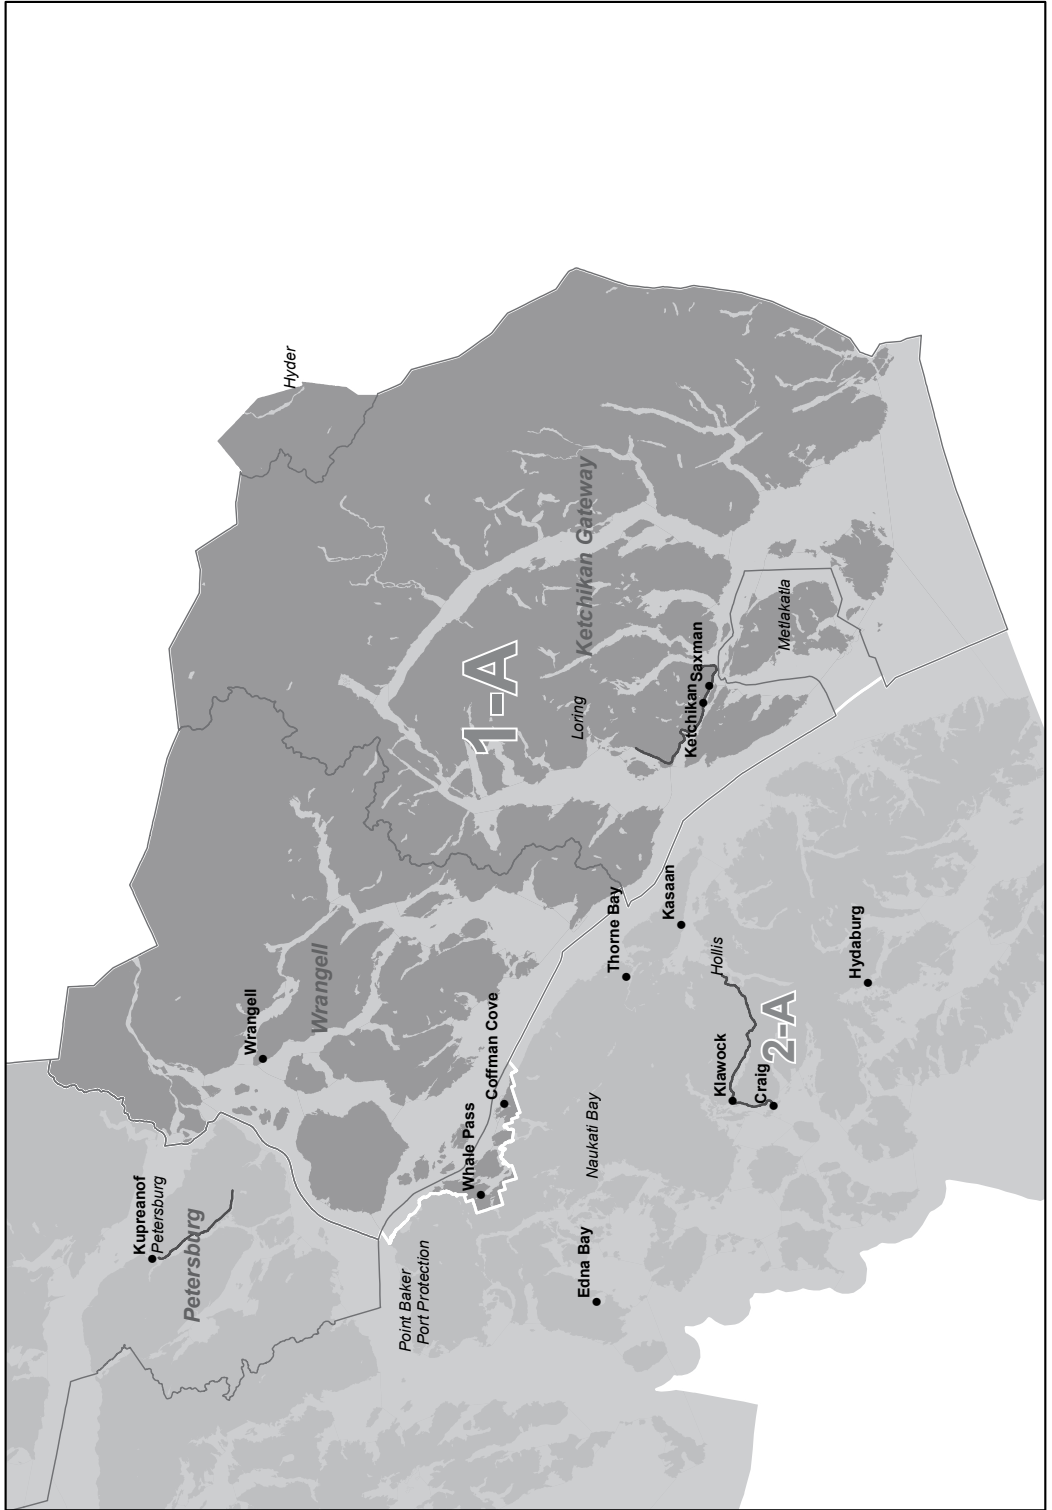 Hyder
Ketchikan Gateway
Metlakatla
Saxman
Ketchikan
Loring
1-A
Kasaan
Thorne Bay
Hollis
Hydaburg
2-A
Klawock
Craig
Wrangell
Wrangell
Coffman Cove
Whale Pass
Naukati Bay
Edna Bay
Kupreanof
Petersburg
Petersburg
Point Baker
Port Protection